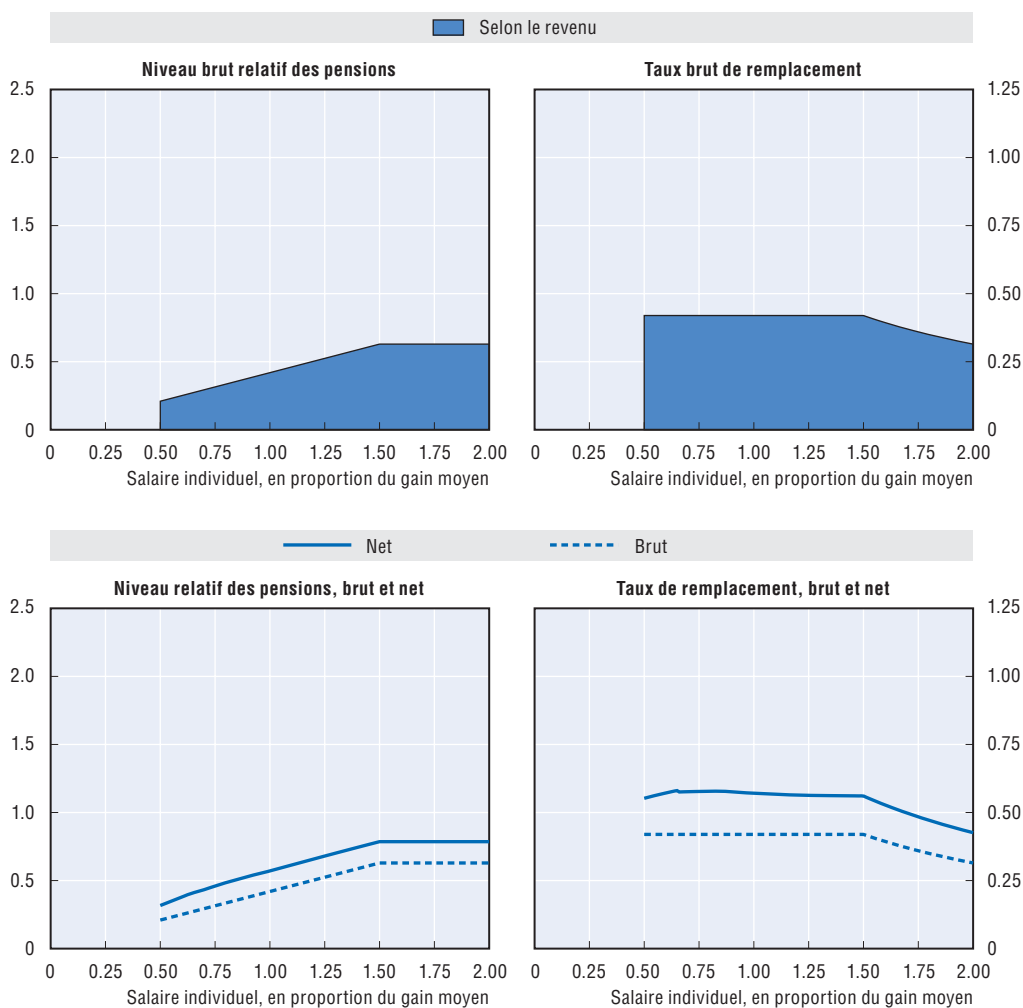 Selon le revenu
Niveau brut relatif des pensions
Taux brut de remplacement
2.5
2.0
1.5
1.0
0.5
0
1.25
1.00
0.75
0.50
0.25
0
0 0.25 0.50 0.75 1.00 1.25 1.50 1.75 2.00
0 0.25 0.50 0.75 1.00 1.25 1.50 1.75 2.00
Salaire individuel, en proportion du gain moyen
Salaire individuel, en proportion du gain moyen
Net
Brut
Niveau relatif des pensions, brut et net
Taux de remplacement, brut et net
2.5
2.0
1.5
1.0
0.5
0
1.25
1.00
0.75
0.50
0.25
0
0 0.25 0.50 0.75 1.00 1.25 1.50 1.75 2.00
0 0.25 0.50 0.75 1.00 1.25 1.50 1.75 2.00
Salaire individuel, en proportion du gain moyen
Salaire individuel, en proportion du gain moyen